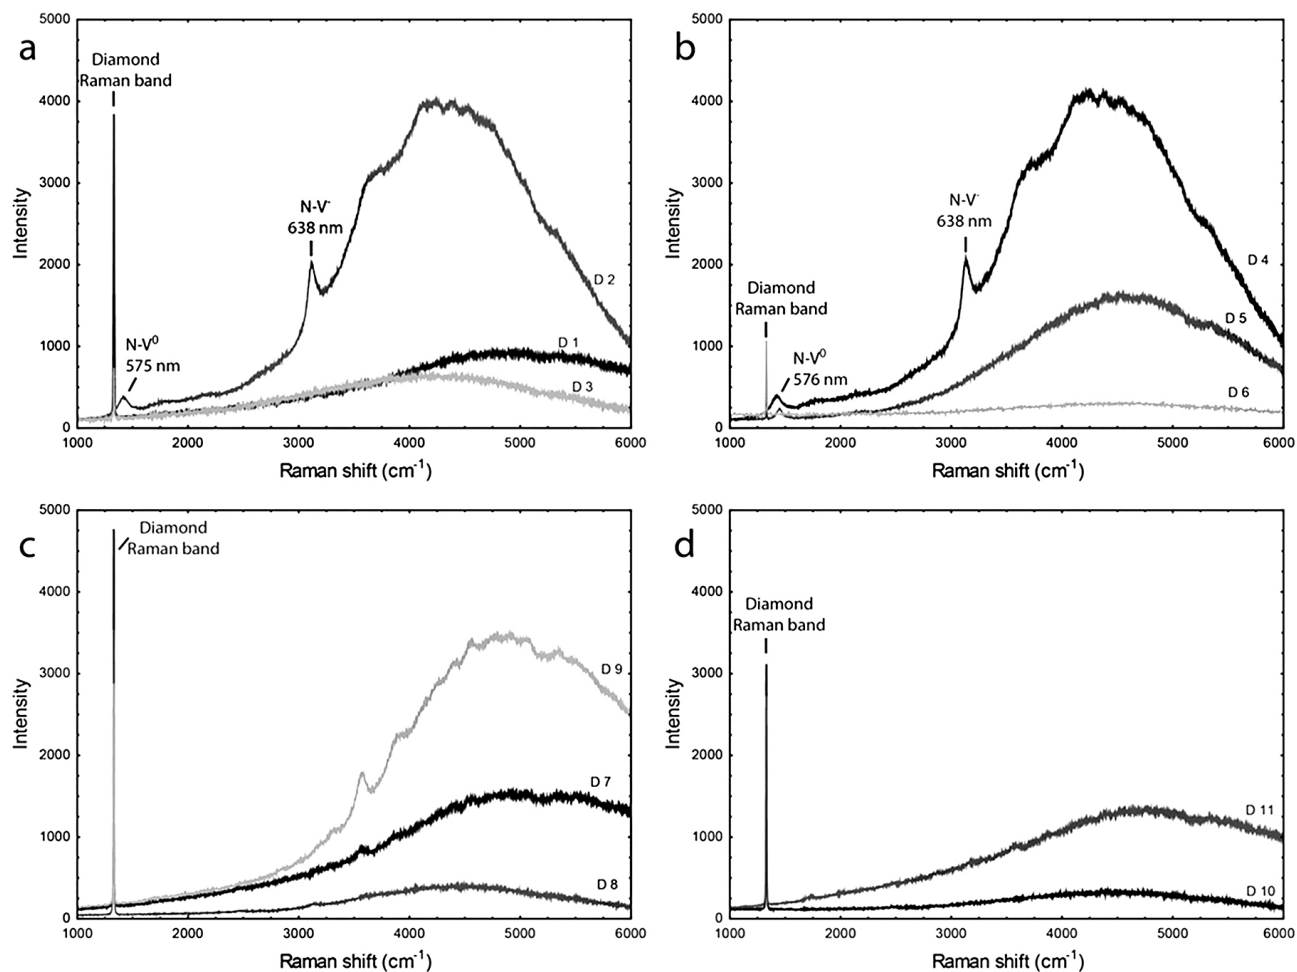 a
5000
4000
3000
2000
1000
0
Intensity
Diamond
Raman band
N-V⁰
575 nm
N-V⁻
638 nm
D 2
D 1
D 3
1000 2000 3000 4000 5000 6000
Raman shift (cm⁻¹)
b
5000
4000
3000
2000
1000
0
Intensity
Diamond
Raman band
N-V⁰
576 nm
N-V⁻
638 nm
D 4
D 5
D 6
1000 2000 3000 4000 5000 6000
Raman shift (cm⁻¹)
c
5000
4000
3000
2000
1000
0
Intensity
Diamond
Raman band
D 9
D 7
D 8
1000 2000 3000 4000 5000 6000
Raman shift (cm⁻¹)
d
5000
4000
3000
2000
1000
0
Intensity
Diamond
Raman band
D 11
D 10
1000 2000 3000 4000 5000 6000
Raman shift (cm⁻¹)